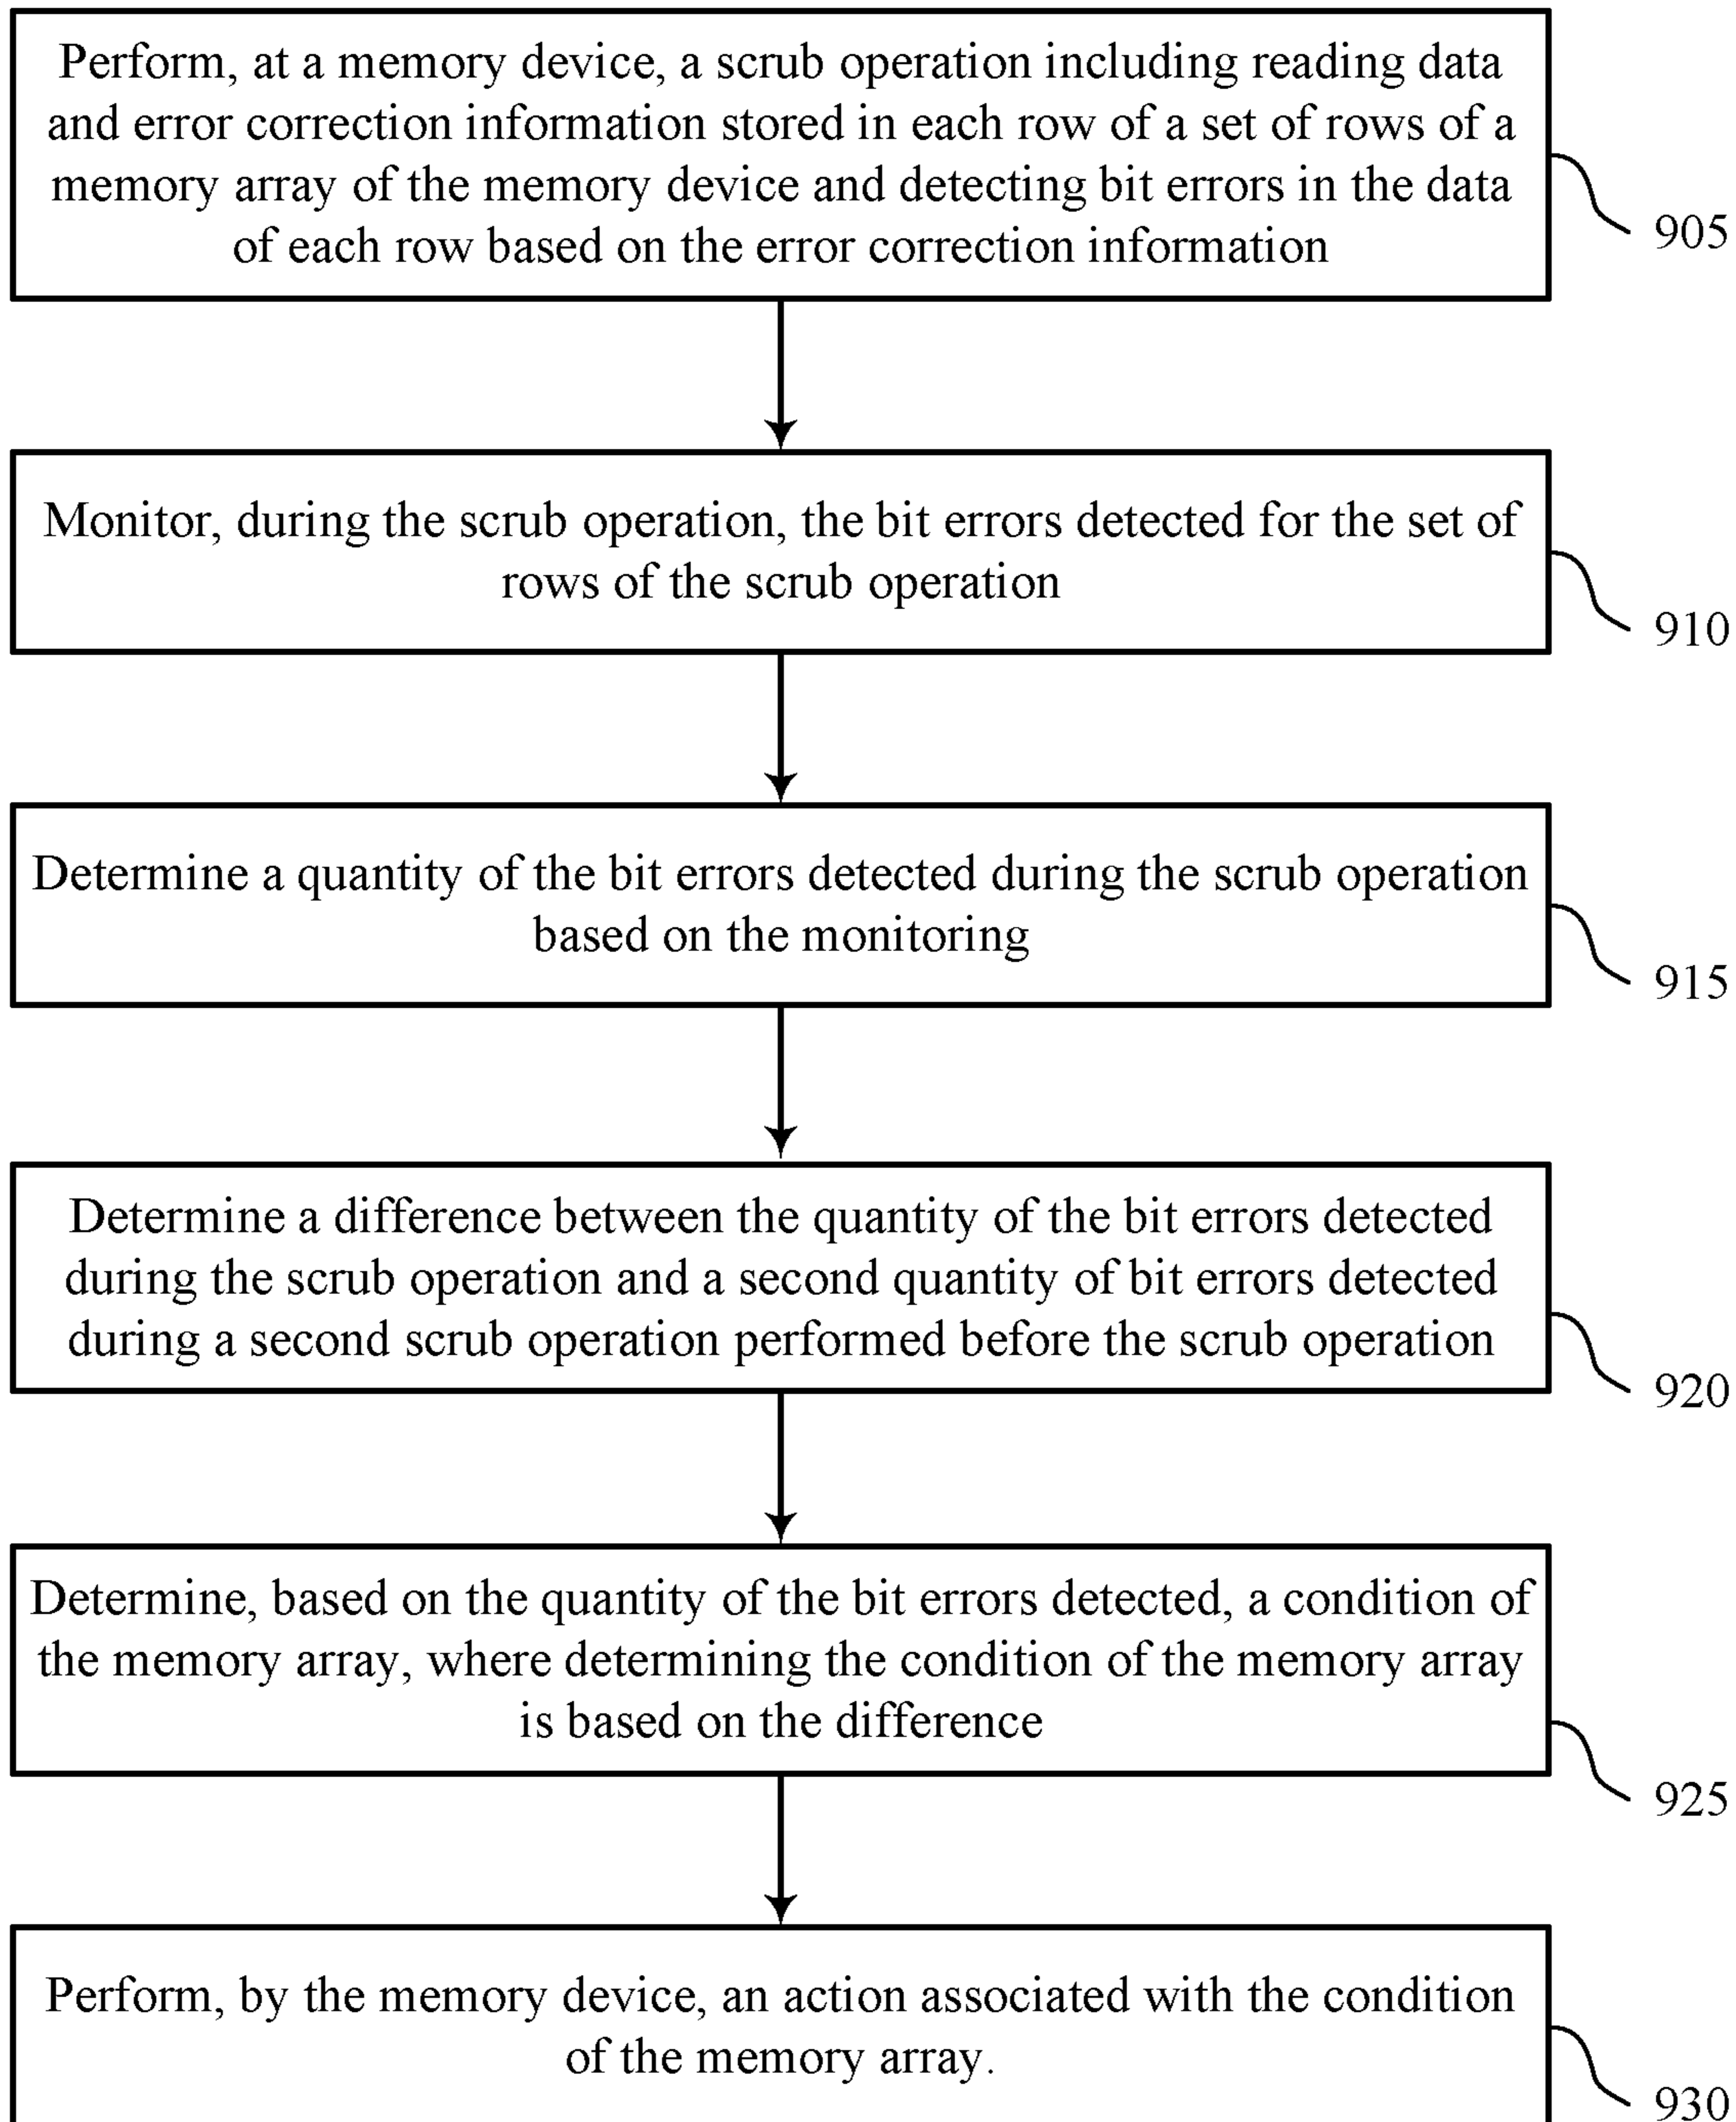 Perform, at a memory device, a scrub operation including reading data
and error correction information stored in each row of a set of rows of a
memory array of the memory device and detecting bit errors in the data
of each row based on the error correction information
905
Monitor, during the scrub operation, the bit errors detected for the set of
rows of the scrub operation
910
Determine a quantity of the bit errors detected during the scrub operation
based on the monitoring
915
Determine a difference between the quantity of the bit errors detected
during the scrub operation and a second quantity of bit errors detected
during a second scrub operation performed before the scrub operation
920
Determine, based on the quantity of the bit errors detected, a condition of
the memory array, where determining the condition of the memory array
is based on the difference
925
Perform, by the memory device, an action associated with the condition
of the memory array.
930